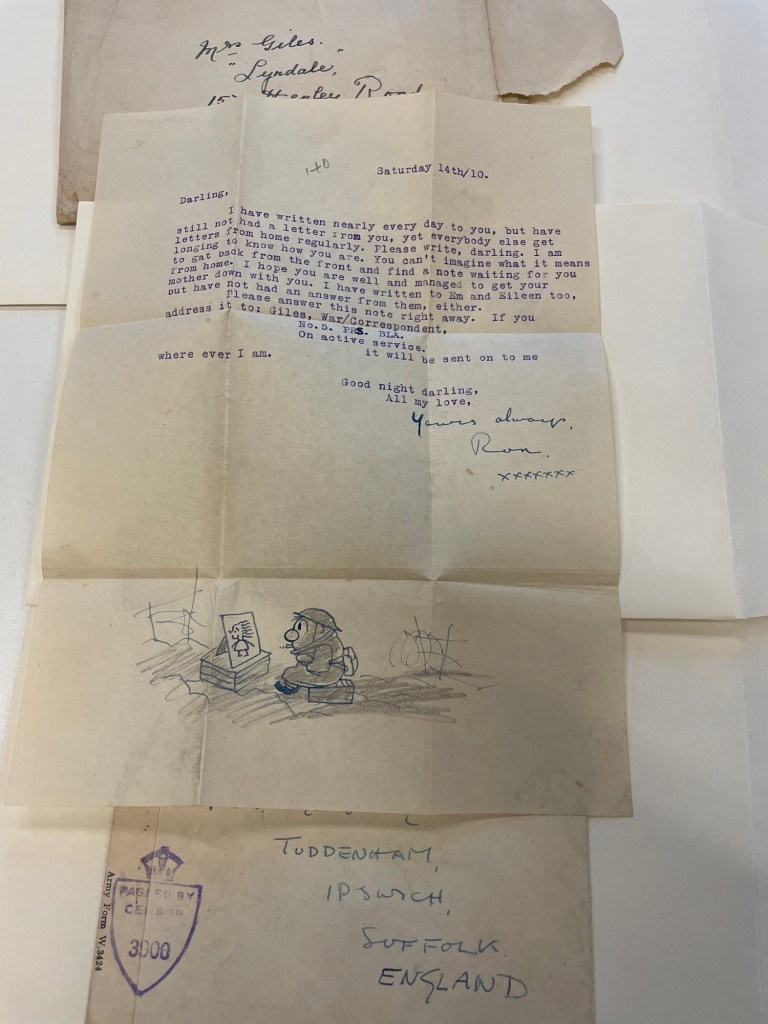 Mrs Giles.
" Lyndale, "
15 Henley Road
Saturday 14th/10.
Darling,
I have written nearly every day to you, but have
still not had a letter from you, yet everybody else get
letters from home regularly. Please write, darling. I am
longing to know how you are. You can't imagine what it means
to gat back from the front and find a note waiting for you
from home. I hope you are well and managed to get your
mother down with you. I have written to Em and Eileen too,
but have not had an answer from them, either.
Please answer this note right away. If you
address it to: Giles, War/Correspondent,
No.5. PRS. BLA.
On active service.
where ever I am. it will be sent on to me
Good night darling,
All my love,
Yours always,
Ron.
xxxxxxx
TUDDENHAM,
IPSWICH,
SUFFOLK.
ENGLAND
PASSED BY
CENSOR
3000
Army Form W.3424